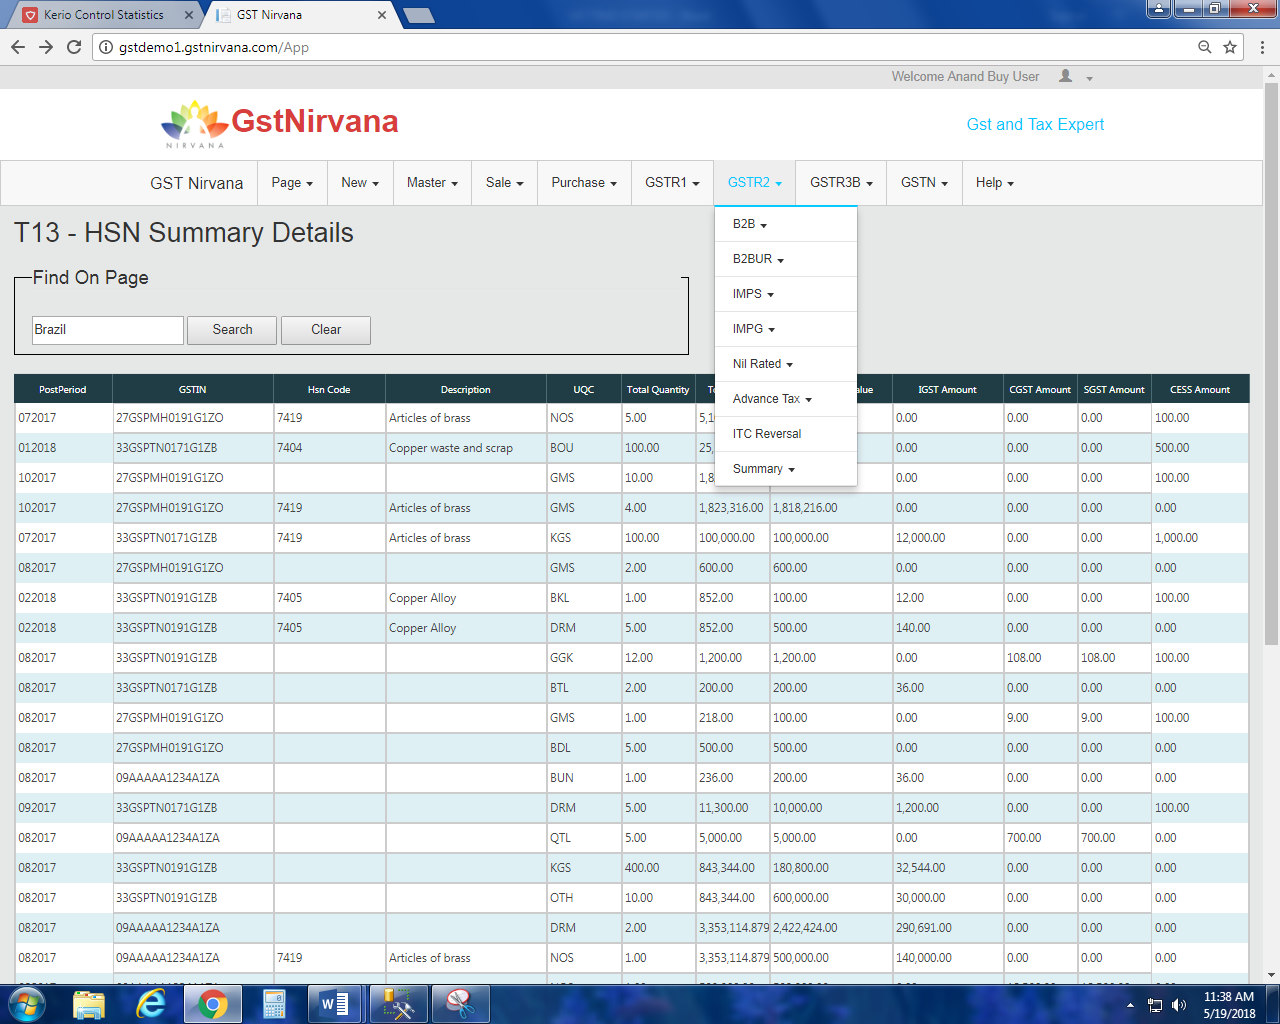 Kerio Control Statistics
GST Nirvana
gstdemo1.gstnirvana.com/App
Welcome Anand Buy User
NIRVANA
GstNirvana
Gst and Tax Expert
GST Nirvana Page New Master Sale Purchase GSTR1 GSTR2 GSTR3B GSTN Help
B2B
B2BUR
IMPS
IMPG
Nil Rated
Advance Tax
ITC Reversal
Summary
T13 - HSN Summary Details
Find On Page
Brazil Search Clear
PostPeriod GSTIN Hsn Code Description UQC Total Quantity IGST Amount CGST Amount SGST Amount CESS Amount
072017 27GSPMH0191G1ZO 7419 Articles of brass NOS 5.00 0.00 0.00 0.00 100.00
012018 33GSPTN0171G1ZB 7404 Copper waste and scrap BOU 100.00 0.00 0.00 0.00 500.00
102017 27GSPMH0191G1ZO GMS 10.00 0.00 0.00 0.00 100.00
102017 27GSPMH0191G1ZO 7419 Articles of brass GMS 4.00 1,823,316.00 1,818,216.00 0.00 0.00 0.00 0.00
072017 33GSPTN0171G1ZB 7419 Articles of brass KGS 100.00 100,000.00 100,000.00 12,000.00 0.00 0.00 1,000.00
082017 27GSPMH0191G1ZO GMS 2.00 600.00 600.00 0.00 0.00 0.00 0.00
022018 33GSPTN0191G1ZB 7405 Copper Alloy BKL 1.00 852.00 100.00 12.00 0.00 0.00 100.00
022018 33GSPTN0191G1ZB 7405 Copper Alloy DRM 5.00 852.00 500.00 140.00 0.00 0.00 0.00
082017 33GSPTN0191G1ZB GGK 12.00 1,200.00 1,200.00 0.00 108.00 108.00 100.00
082017 33GSPTN0171G1ZB BTL 2.00 200.00 200.00 36.00 0.00 0.00 0.00
082017 27GSPMH0191G1ZO GMS 1.00 218.00 100.00 0.00 9.00 9.00 100.00
082017 27GSPMH0191G1ZO BDL 5.00 500.00 500.00 0.00 0.00 0.00 0.00
082017 09AAAAA1234A1ZA BUN 1.00 236.00 200.00 36.00 0.00 0.00 0.00
092017 33GSPTN0171G1ZB DRM 5.00 11,300.00 10,000.00 1,200.00 0.00 0.00 100.00
082017 09AAAAA1234A1ZA QTL 5.00 5,000.00 5,000.00 0.00 700.00 700.00 0.00
082017 33GSPTN0191G1ZB KGS 400.00 843,344.00 180,800.00 32,544.00 0.00 0.00 0.00
082017 33GSPTN0191G1ZB OTH 10.00 843,344.00 600,000.00 30,000.00 0.00 0.00 0.00
082017 09AAAAA1234A1ZA DRM 2.00 3,353,114.879 2,422,424.00 290,691.00 0.00 0.00 0.00
082017 09AAAAA1234A1ZA 7419 Articles of brass NOS 1.00 3,353,114.879 500,000.00 140,000.00 0.00 0.00 0.00
11:38 AM
5/19/2018